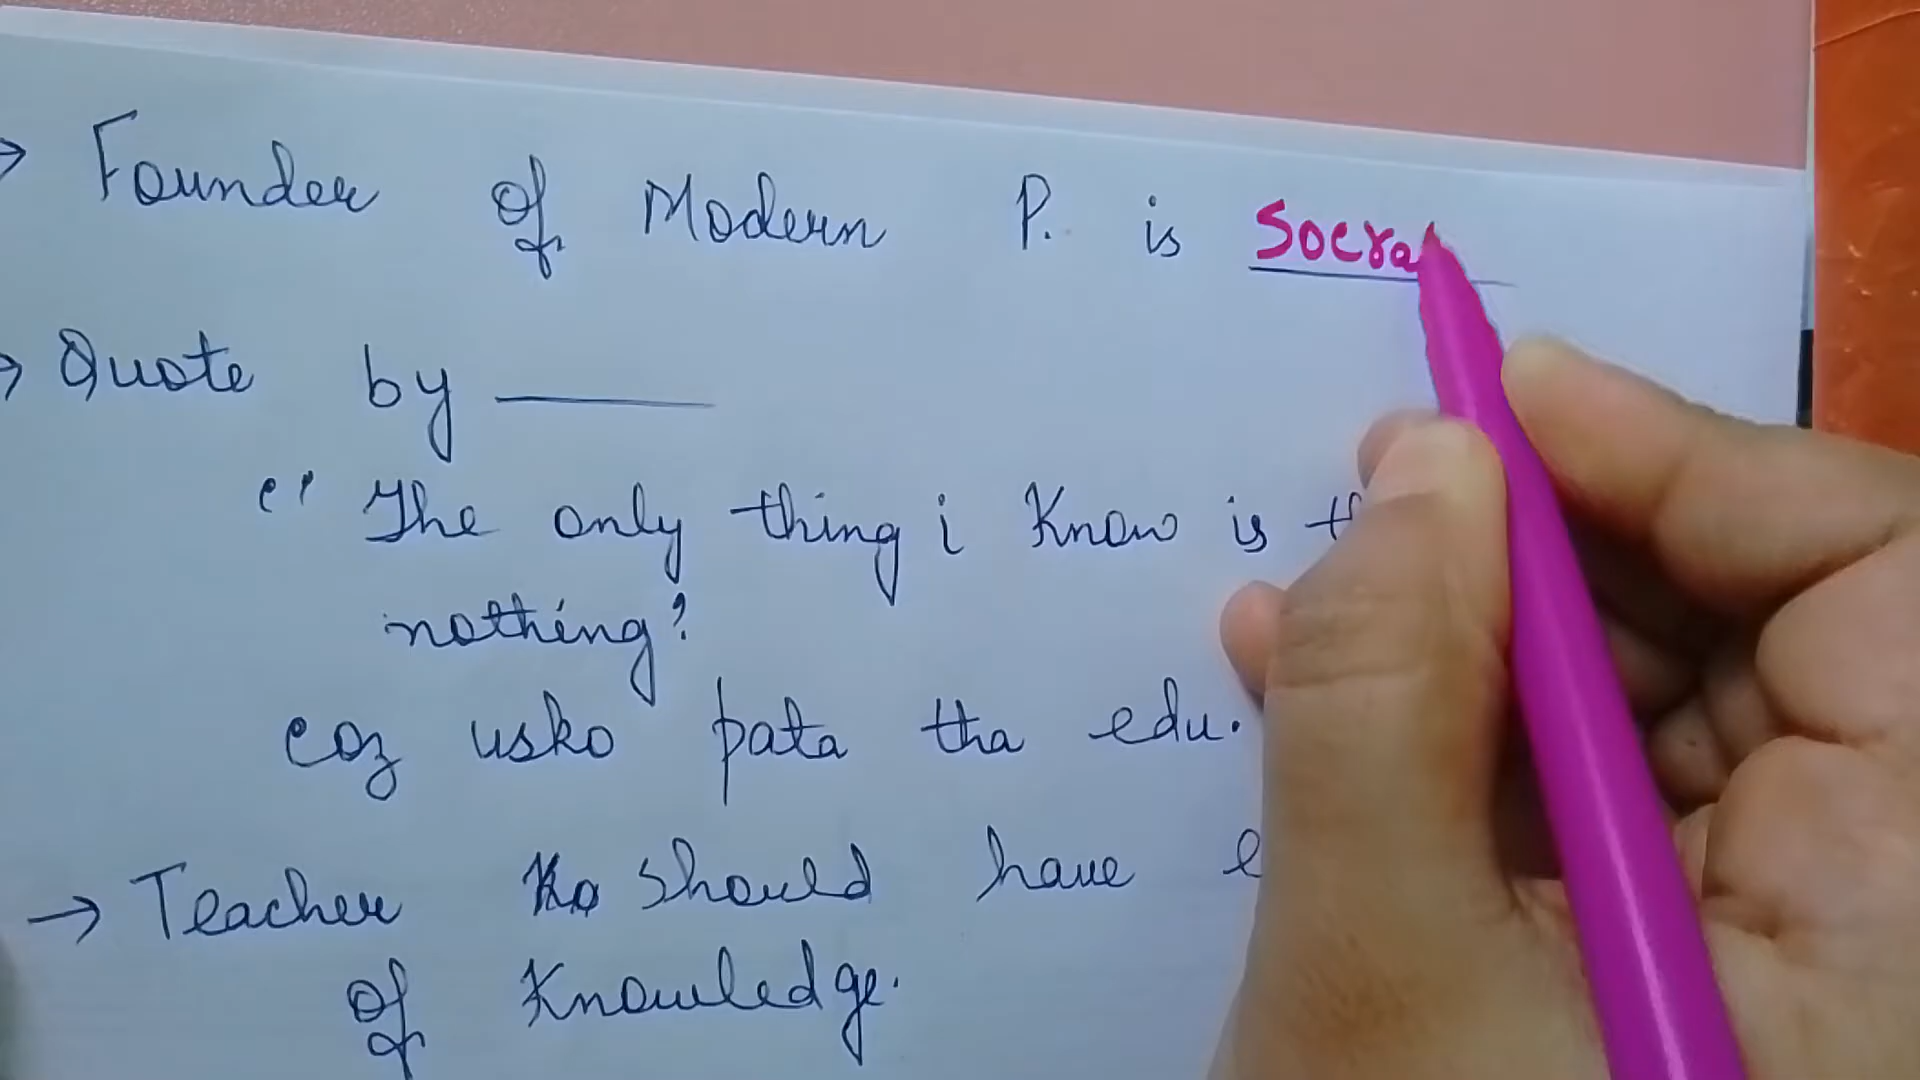 → Founder of Modern P. is Socra
→ Quote by
" The only thing i Know is
nothing?
coz usko pata tha edu.
→ Teacher Ko should have
of Knowledge.